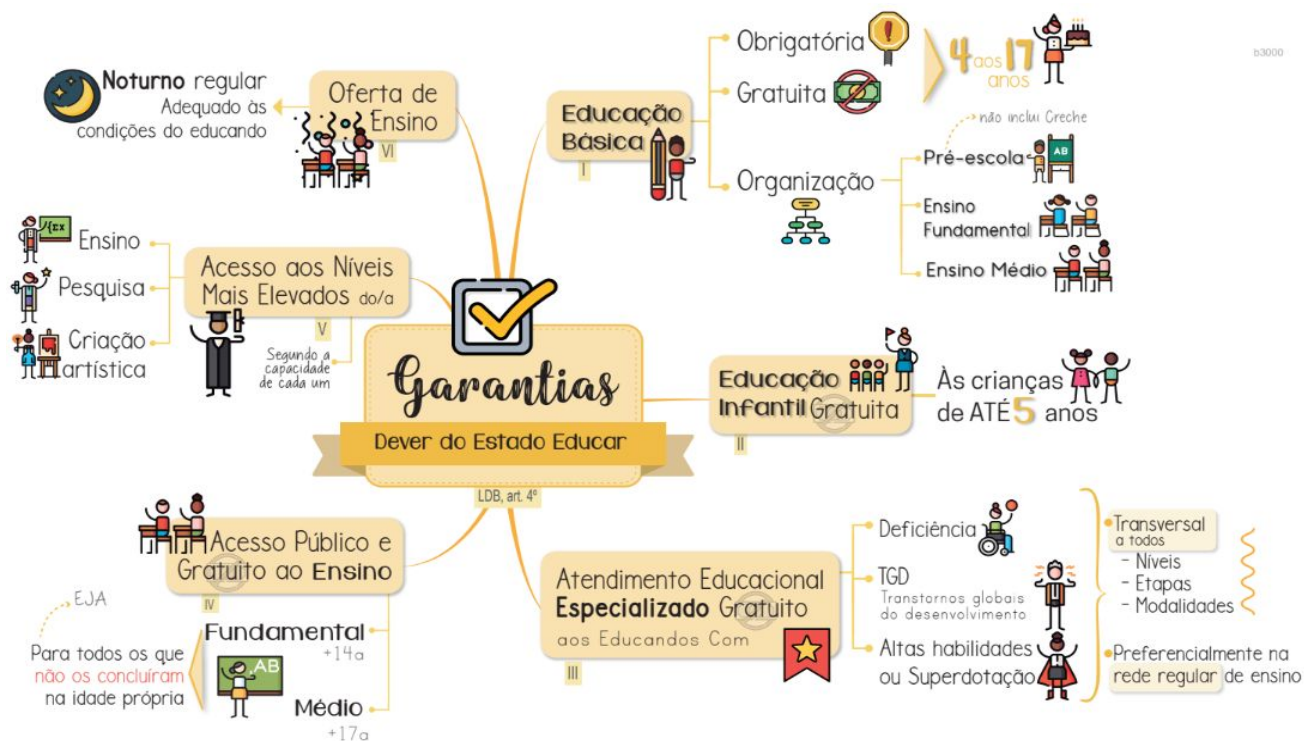 Garantias
Dever do Estado Educar
LDB, art. 4º
Educação
Básica
I
Obrigatória
Gratuita
4 aos 17
anos
b3000
Organização
não inclui Creche
Pré-escola
AB
Ensino
Fundamental
Ensino Médio
Educação
Infantil Gratuita
II
Às crianças
de ATÉ 5 anos
Atendimento Educacional
Especializado Gratuito
aos Educandos Com
III
Deficiência
TGD
Transtornos globais
do desenvolvimento
Altas habilidades
ou Superdotação
Transversal
a todos
- Níveis
- Etapas
- Modalidades
Preferencialmente na
rede regular de ensino
Acesso Público e
Gratuito ao Ensino
IV
Fundamental
+14a
AB
Médio
+17a
EJA
Para todos os que
não os concluíram
na idade própria
Acesso aos Níveis
Mais Elevados do/a
V
Segundo a
capacidade
de cada um
Ensino
Pesquisa
Criação
artística
Oferta de
Ensino
VI
Noturno regular
Adequado às
condições do educando